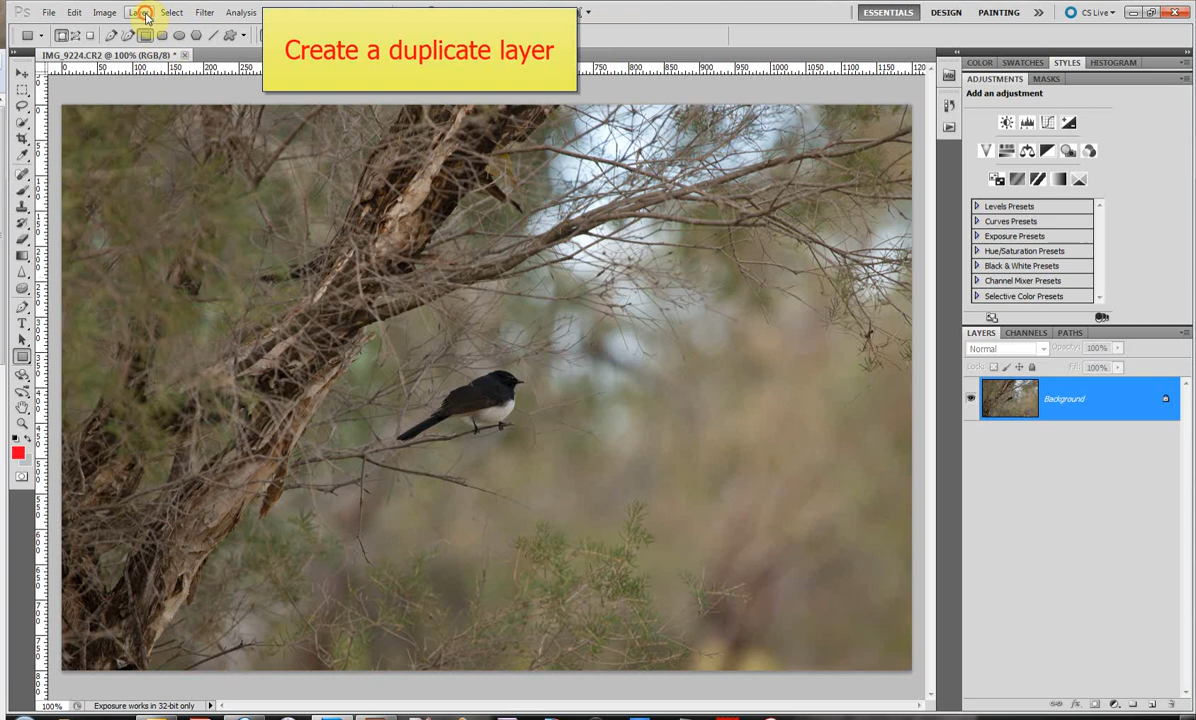 Ps File Edit Image Layer Select Filter Analysis
ESSENTIALS DESIGN PAINTING CS Live
Create a duplicate layer
IMG_9224.CR2 @ 100% (RGB/8) *
COLOR SWATCHES STYLES HISTOGRAM
ADJUSTMENTS MASKS
Add an adjustment
Levels Presets
Curves Presets
Exposure Presets
Hue/Saturation Presets
Black & White Presets
Channel Mixer Presets
Selective Color Presets
LAYERS CHANNELS PATHS
Normal Opacity: 100%
Lock: Fill: 100%
Background
100% Exposure works in 32-bit only